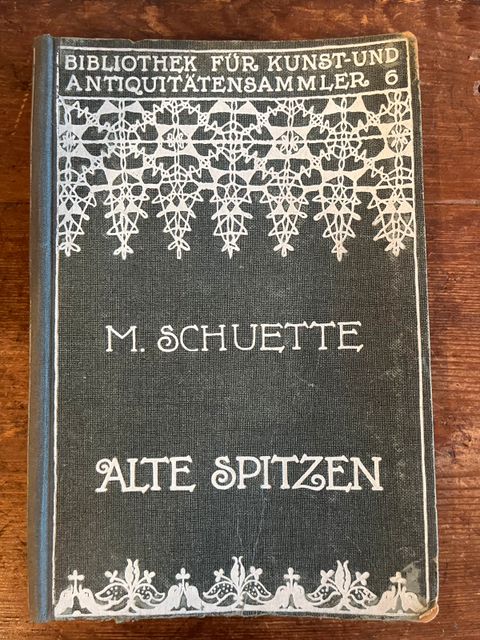 BIBLIOTHEK FÜR KUNST-UND
ANTIQUITÄTENSAMMLER 6
M. SCHUETTE
ALTE SPITZEN